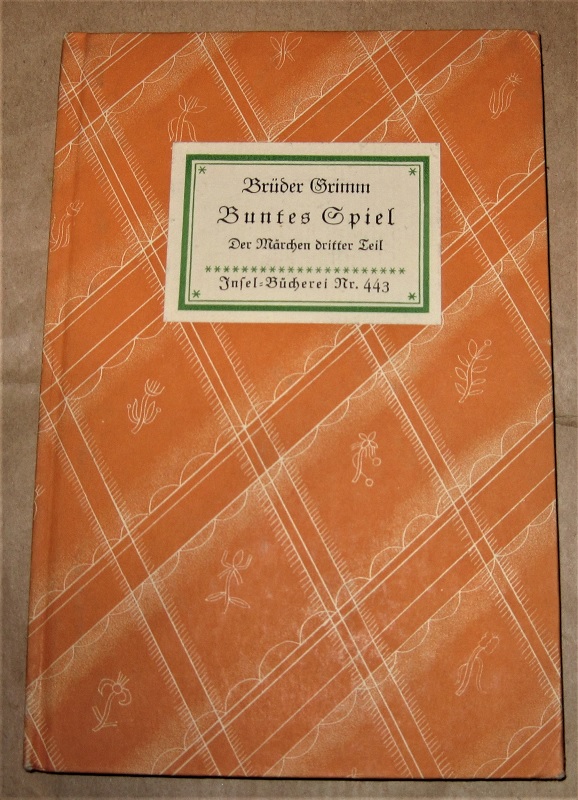 Brüder Grimm
Buntes Spiel
Der Märchen dritter Teil
Insel-Bücherei Nr. 443